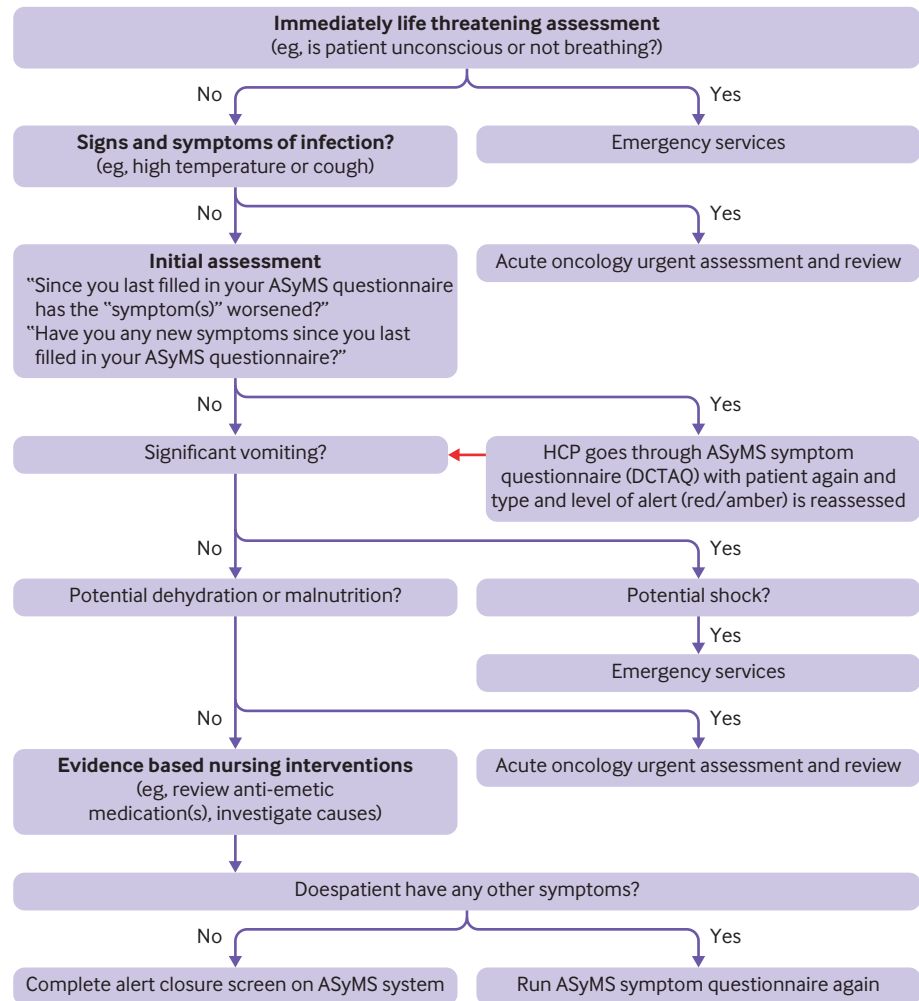 Immediately life threatening assessment
(eg, is patient unconscious or not breathing?)
No
Yes
Signs and symptoms of infection?
(eg, high temperature or cough)
Emergency services
No
Yes
Initial assessment
“Since you last filled in your ASyMS questionnaire
has the “symptom(s)” worsened?”
“Have you any new symptoms since you last
filled in your ASyMS questionnaire?”
Acute oncology urgent assessment and review
No
Yes
Significant vomiting?
HCP goes through ASyMS symptom
questionnaire (DCTAQ) with patient again and
type and level of alert (red/amber) is reassessed
No
Yes
Potential dehydration or malnutrition?
Potential shock?
Yes
Emergency services
No
Yes
Evidence based nursing interventions
(eg, review anti-emetic
medication(s), investigate causes)
Acute oncology urgent assessment and review
Doespatient have any other symptoms?
No
Yes
Complete alert closure screen on ASyMS system
Run ASyMS symptom questionnaire again